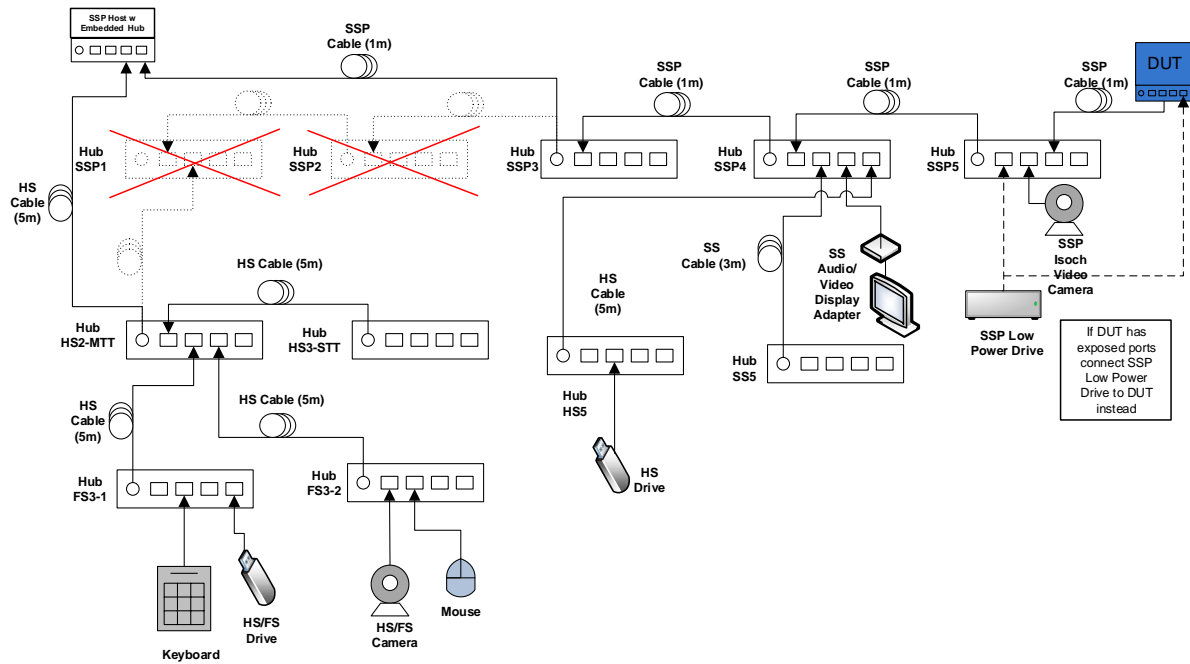 SSP Host w
Embedded Hub
SSP
Cable (1m)
SSP
Cable (1m)
SSP
Cable (1m)
SSP
Cable (1m)
DUT
Hub
SSP1
Hub
SSP2
Hub
SSP3
Hub
SSP4
Hub
SSP5
HS
Cable
(5m)
SSP
Isoch
Video
Camera
SS
Cable (3m)
SS
Audio/
Video
Display
Adapter
HS Cable (5m)
HS
Cable
(5m)
Hub
HS2-MTT
Hub
HS3-STT
SSP Low
Power Drive
If DUT has
exposed ports
connect SSP
Low Power
Drive to DUT
instead
Hub
SS5
Hub
HS5
HS
Cable
(5m)
HS Cable (5m)
Hub
FS3-1
Hub
FS3-2
HS
Drive
Keyboard
HS/FS
Drive
HS/FS
Camera
Mouse